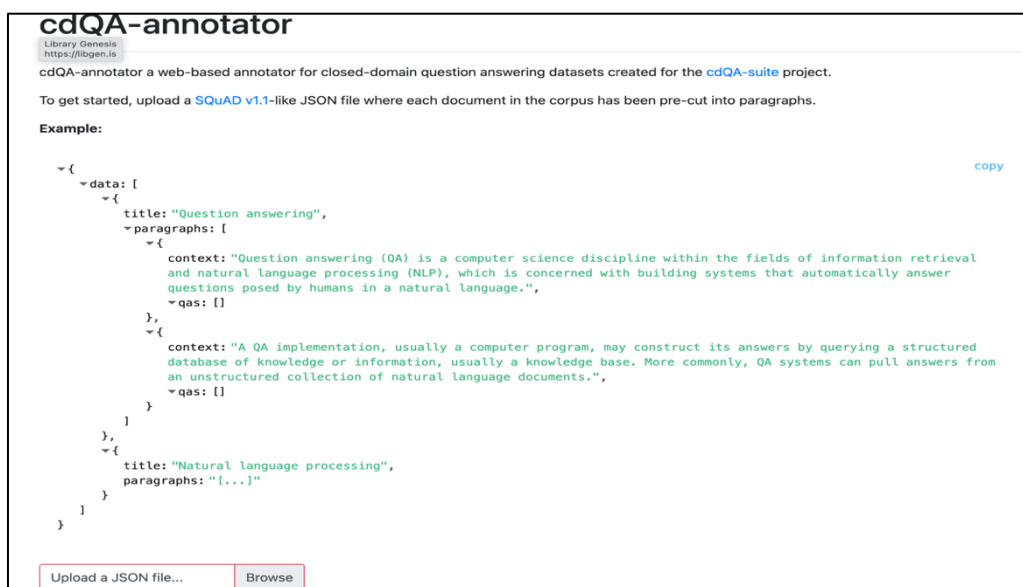 cdQA-annotator
Library Genesis
https://libgen.is
cdQA-annotator a web-based annotator for closed-domain question answering datasets created for the cdQA-suite project.
To get started, upload a SQuAD v1.1-like JSON file where each document in the corpus has been pre-cut into paragraphs.
Example:
{
copy
data: [
{
title: "Question answering",
paragraphs: [
{
context: "Question answering (QA) is a computer science discipline within the fields of information retrieval
and natural language processing (NLP), which is concerned with building systems that automatically answer
questions posed by humans in a natural language.",
qas: []
},
{
context: "A QA implementation, usually a computer program, may construct its answers by querying a structured
database of knowledge or information, usually a knowledge base. More commonly, QA systems can pull answers from
an unstructured collection of natural language documents.",
qas: []
}
]
},
{
title: "Natural language processing",
paragraphs: "[...]"
}
]
}
Upload a JSON file...
Browse